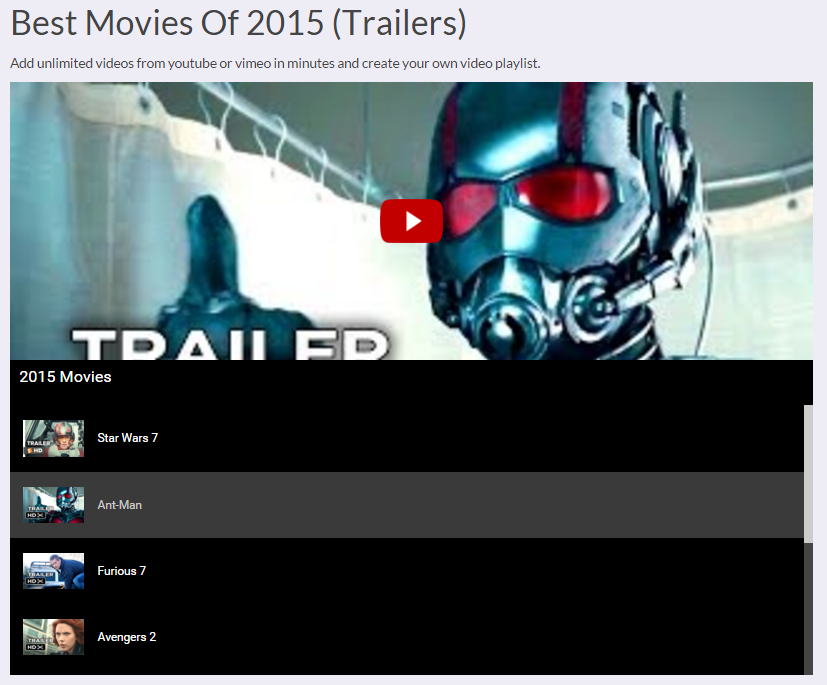 Best Movies Of 2015 (Trailers)
Add unlimited videos from youtube or vimeo in minutes and create your own video playlist.
TRAILER
2015 Movies
TRAILER
HD
Star Wars 7
TRAILER
HD
Ant-Man
TRAILER
HD
Furious 7
TRAILER
HD
Avengers 2